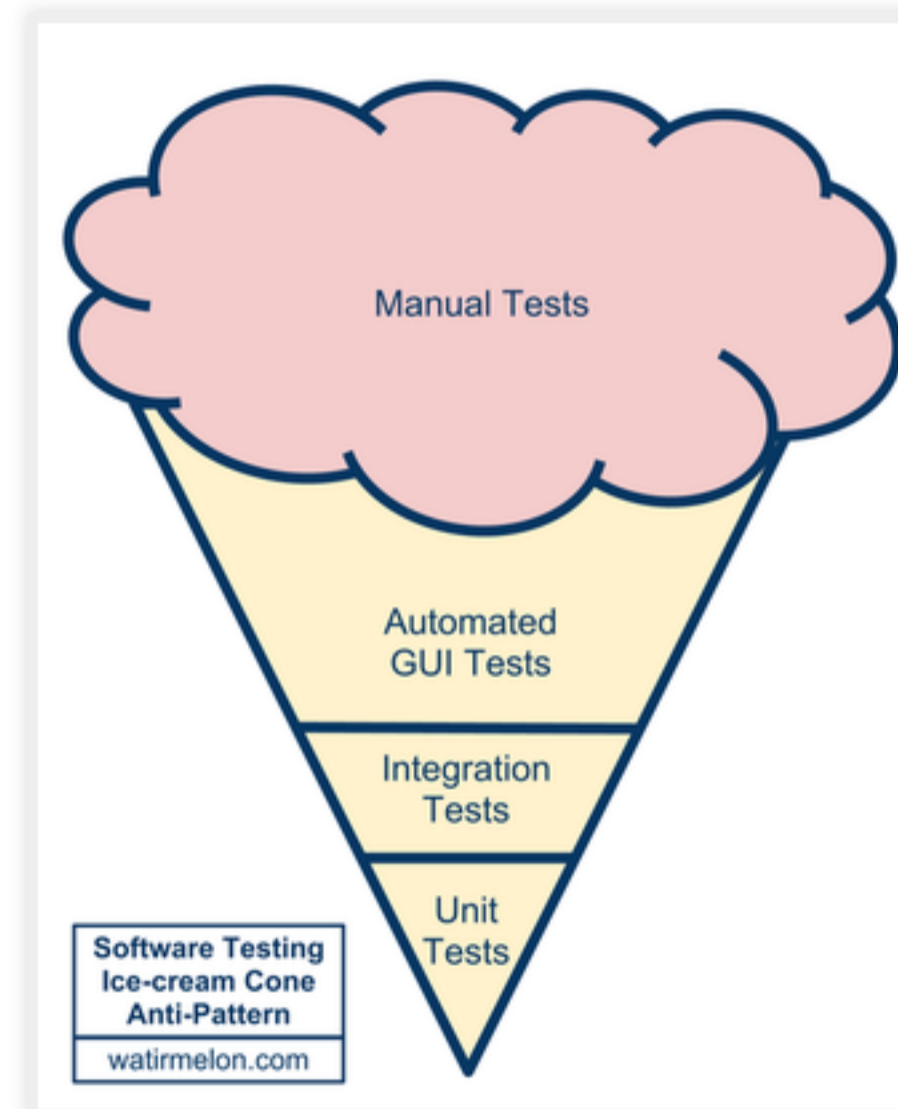 Manual Tests
Automated
GUI Tests
Integration
Tests
Unit
Tests
Software Testing
Ice-cream Cone
Anti-Pattern
watirmelon.com